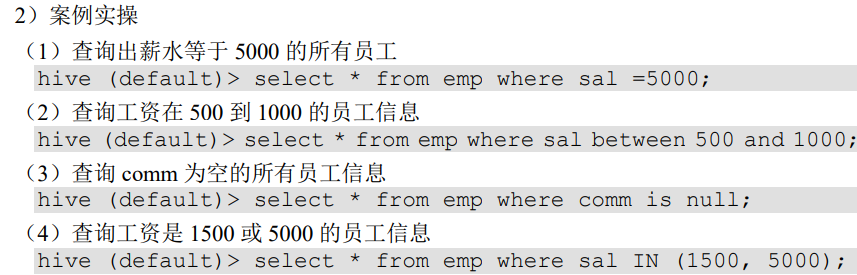 2）案例实操
（1）查询出薪水等于 5000 的所有员工
hive (default)> select * from emp where sal =5000;
（2）查询工资在 500 到 1000 的员工信息
hive (default)> select * from emp where sal between 500 and 1000;
（3）查询 comm 为空的所有员工信息
hive (default)> select * from emp where comm is null;
（4）查询工资是 1500 或 5000 的员工信息
hive (default)> select * from emp where sal IN (1500, 5000);